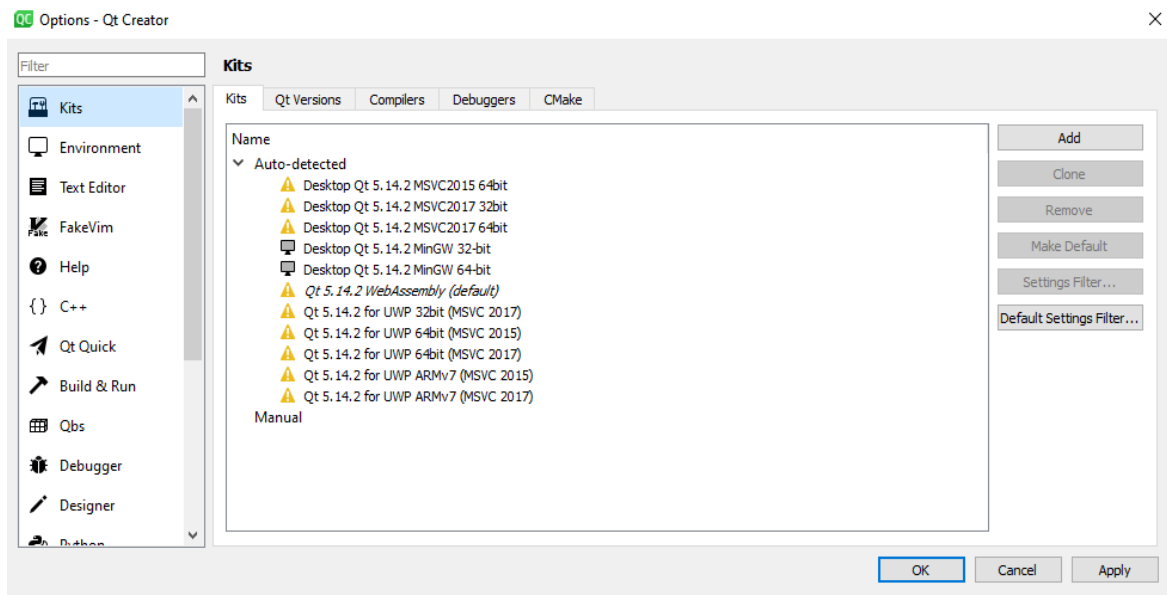 QC Options - Qt Creator
Filter
Kits
Environment
Text Editor
Fake FakeVim
Help
{} C++
Qt Quick
Build & Run
Qbs
Debugger
Designer
Python
Kits
Kits Qt Versions Compilers Debuggers CMake
Name
Auto-detected
Desktop Qt 5.14.2 MSVC2015 64bit
Desktop Qt 5.14.2 MSVC2017 32bit
Desktop Qt 5.14.2 MSVC2017 64bit
Desktop Qt 5.14.2 MinGW 32-bit
Desktop Qt 5.14.2 MinGW 64-bit
Qt 5.14.2 WebAssembly (default)
Qt 5.14.2 for UWP 32bit (MSVC 2017)
Qt 5.14.2 for UWP 64bit (MSVC 2015)
Qt 5.14.2 for UWP 64bit (MSVC 2017)
Qt 5.14.2 for UWP ARMv7 (MSVC 2015)
Qt 5.14.2 for UWP ARMv7 (MSVC 2017)
Manual
Add
Clone
Remove
Make Default
Settings Filter...
Default Settings Filter...
OK Cancel Apply